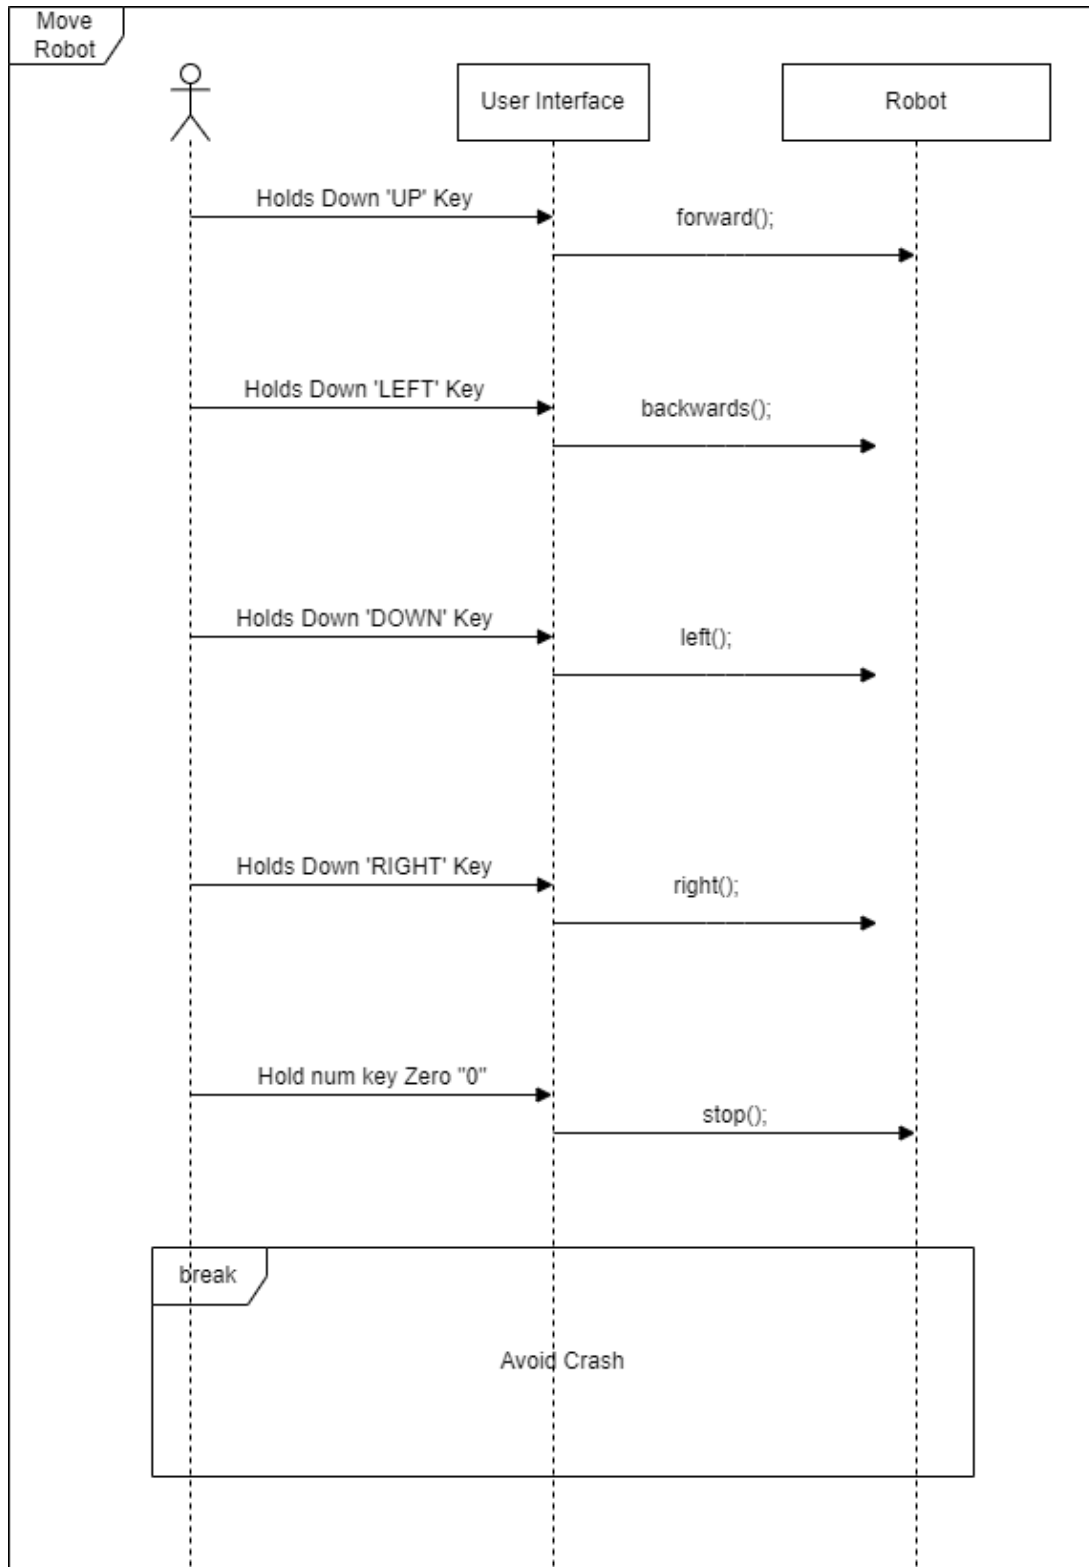 Move
Robot
User Interface
Robot
Holds Down 'UP' Key
forward();
Holds Down 'LEFT' Key
backwards();
Holds Down 'DOWN' Key
left();
Holds Down 'RIGHT' Key
right();
Hold num key Zero "0"
stop();
break
Avoid Crash